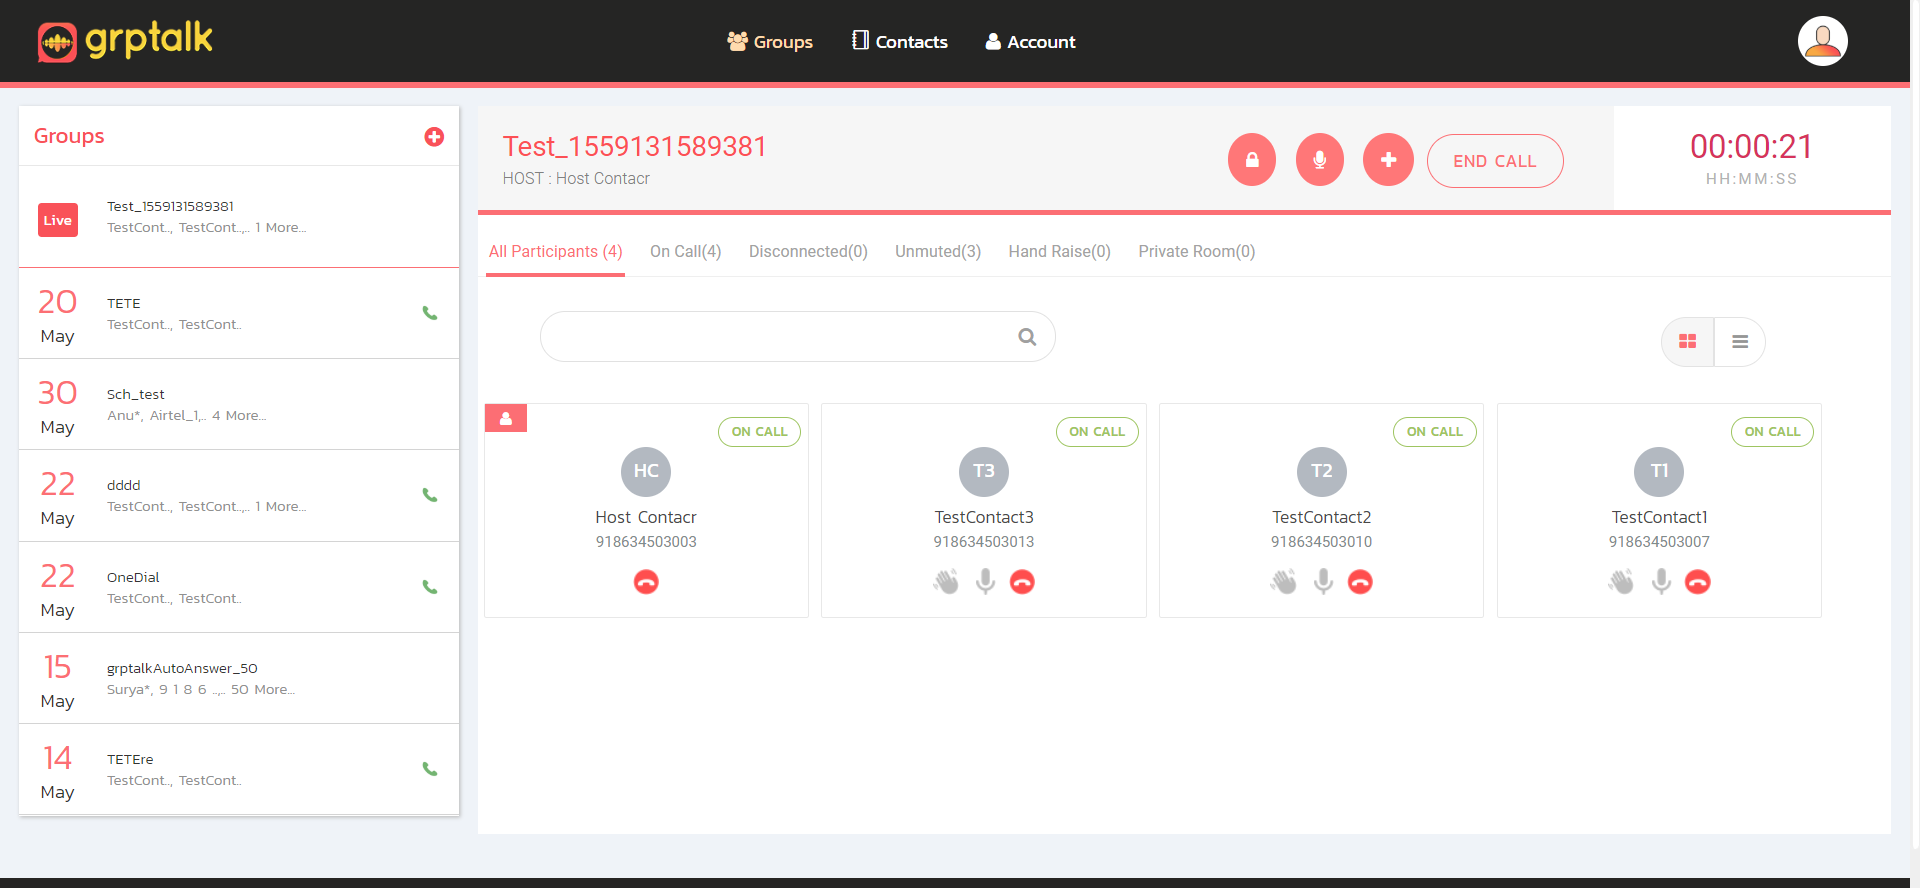 grptalk
Groups
Contacts
Account
Groups
Live
Test_1559131589381
TestCont.., TestCont..,.. 1 More...
20
May
TETE
TestCont.., TestCont..
30
May
Sch_test
Anu*, Airtel_1,.. 4 More...
22
May
dddd
TestCont.., TestCont..,.. 1 More...
22
May
OneDial
TestCont.., TestCont..
15
May
grptalkAutoAnswer_50
Surya*, 9 1 8 6 ..,.. 50 More...
14
May
TETEre
TestCont.., TestCont..
Test_1559131589381
HOST : Host Contacr
END CALL
00:00:21
HH:MM:SS
All Participants (4)
On Call(4)
Disconnected(0)
Unmuted(3)
Hand Raise(0)
Private Room(0)
ON CALL
HC
Host Contacr
918634503003
ON CALL
T3
TestContact3
918634503013
ON CALL
T2
TestContact2
918634503010
ON CALL
T1
TestContact1
918634503007